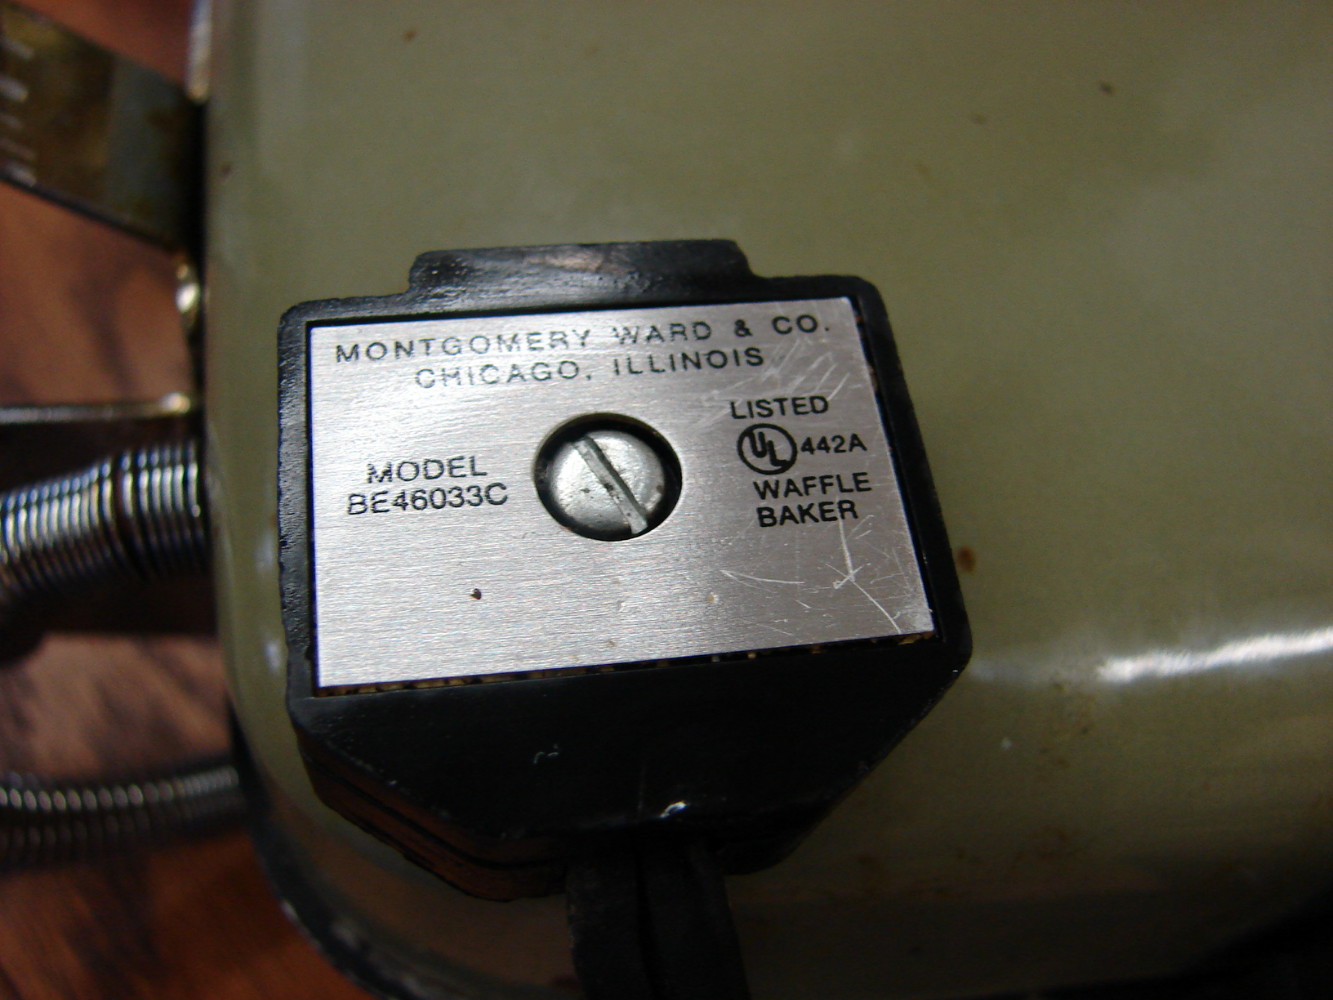 MONTGOMERY WARD & CO.
CHICAGO, ILLINOIS
MODEL
BE46033C
LISTED
UL 442A
WAFFLE
BAKER